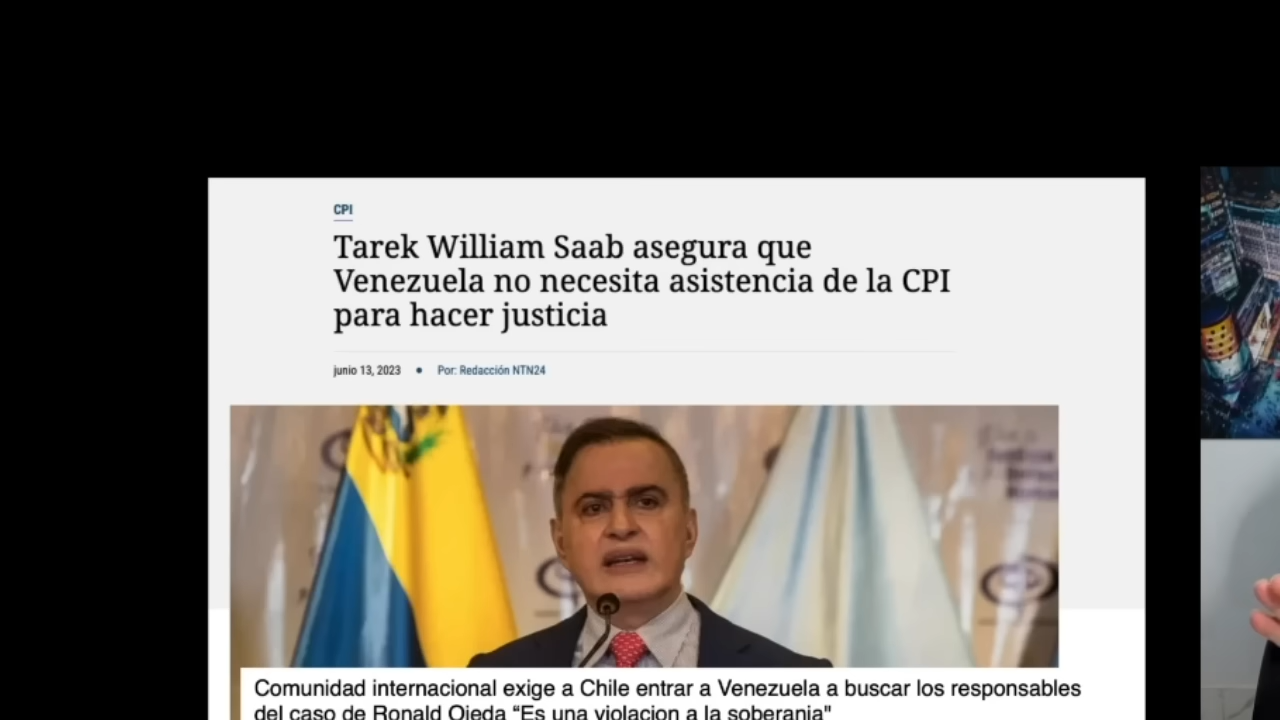 CPI
Tarek William Saab asegura que
Venezuela no necesita asistencia de la CPI
para hacer justicia
junio 13, 2023 • Por: Redacción NTN24
Comunidad internacional exige a Chile entrar a Venezuela a buscar los responsables
del caso de Ronald Ojeda “Es una violacion a la soberania"